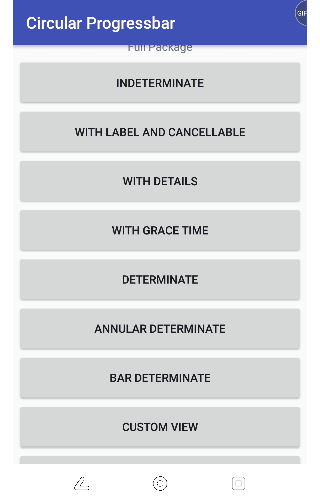 Circular Progressbar
GIF
Full Package
INDETERMINATE
WITH LABEL AND CANCELLABLE
WITH DETAILS
WITH GRACE TIME
DETERMINATE
ANNULAR DETERMINATE
BAR DETERMINATE
CUSTOM VIEW